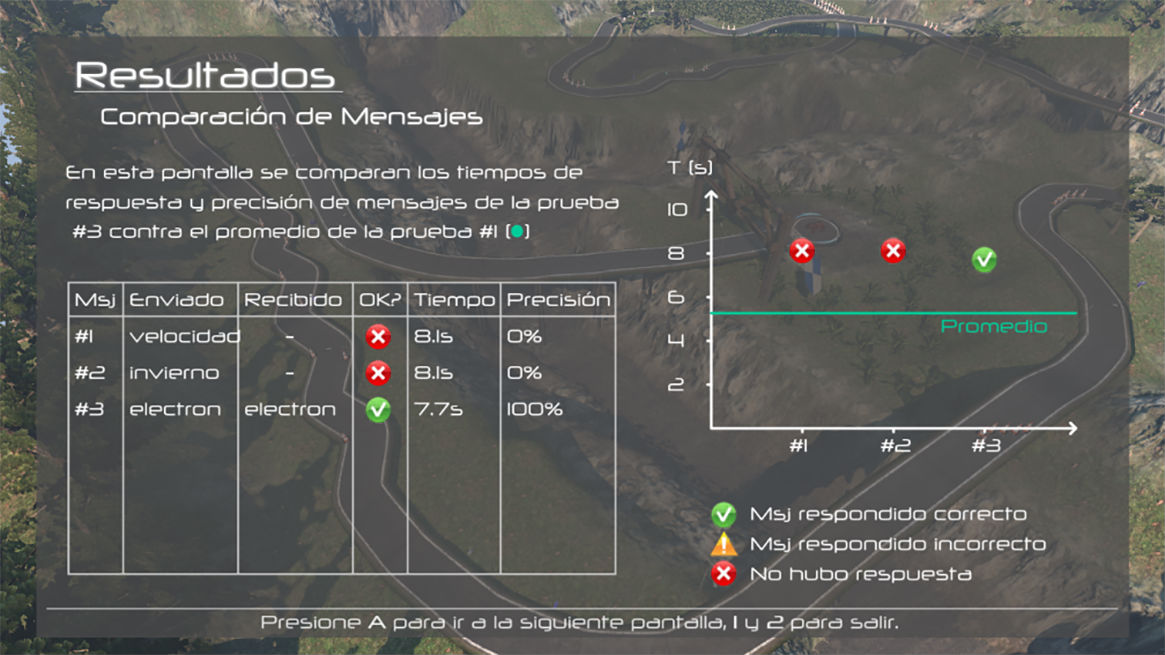 Resultados
Comparación de Mensajes
En esta pantalla se comparan los tiempos de
respuesta y precisión de mensajes de la prueba
#3 contra el promedio de la prueba #1 [ ]
Msj Enviado Recibido OK? Tiempo Precisión
#1 velocidad - 8.1s 0%
#2 invierno - 8.1s 0%
#3 electron electron 7.7s 100%
T [s]
10
8
6
Promedio
4
2
#1 #2 #3
Msj respondido correcto
Msj respondido incorrecto
No hubo respuesta
Presione A para ir a la siguiente pantalla, 1 y 2 para salir.